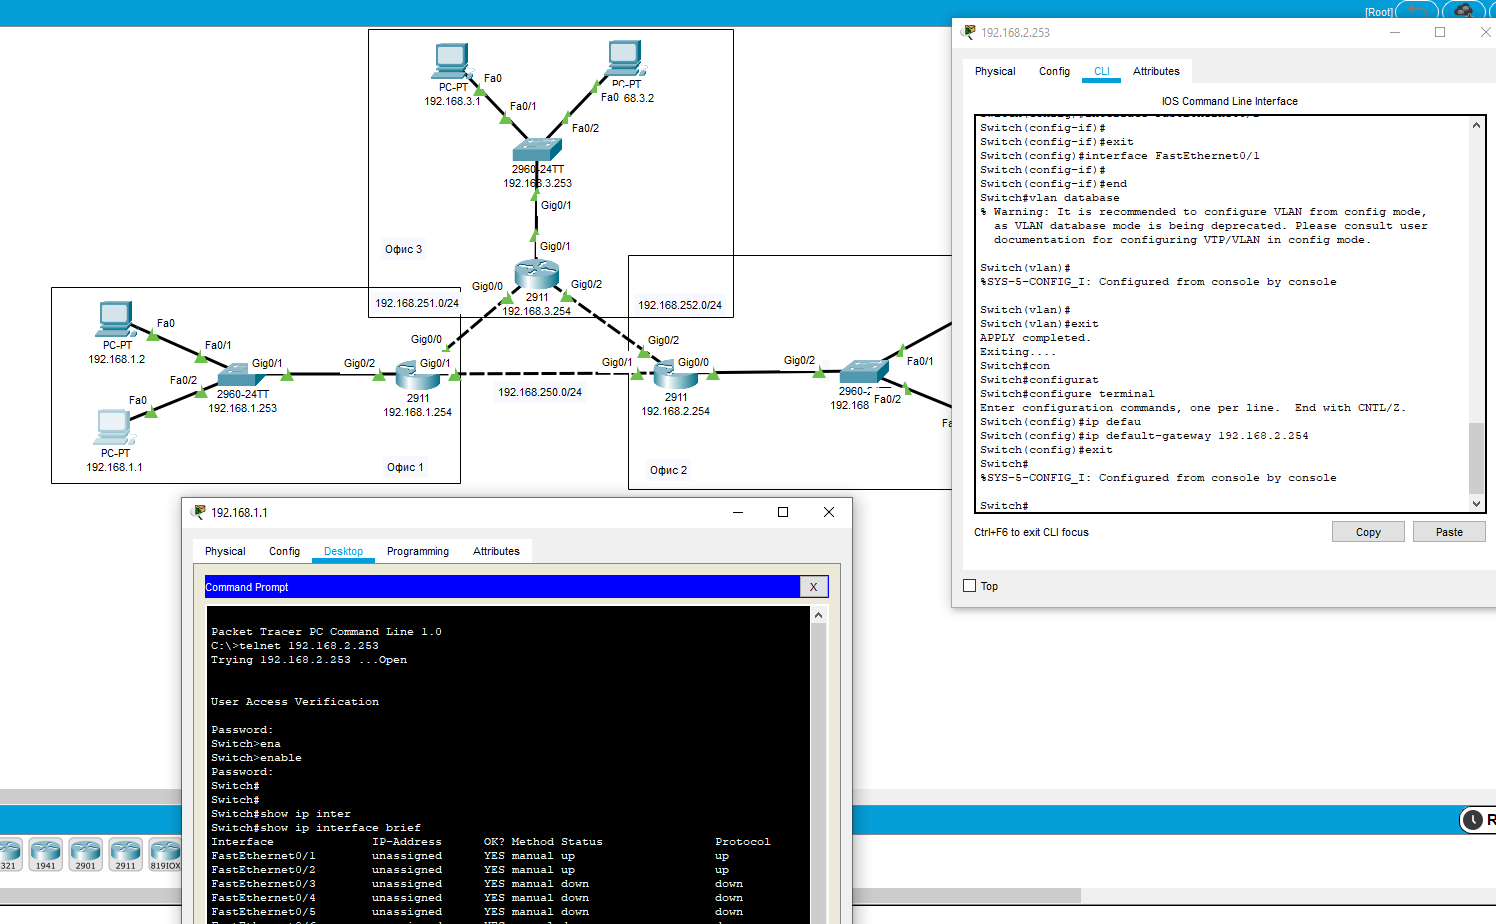 [Root]
192.168.2.253
Physical
Config
CLI
Attributes
IOS Command Line Interface
Switch(config-if)#
Switch(config-if)#exit
Switch(config)#interface FastEthernet0/1
Switch(config-if)#
Switch(config-if)#end
Switch#vlan database
% Warning: It is recommended to configure VLAN from config mode,
as VLAN database mode is being deprecated. Please consult user
documentation for configuring VTP/VLAN in config mode.
Switch(vlan)#
%SYS-5-CONFIG_I: Configured from console by console
Switch(vlan)#
Switch(vlan)#exit
APPLY completed.
Exiting....
Switch#con
Switch#configurat
Switch#configure terminal
Enter configuration commands, one per line.  End with CNTL/Z.
Switch(config)#ip defau
Switch(config)#ip default-gateway 192.168.2.254
Switch(config)#exit
Switch#
%SYS-5-CONFIG_I: Configured from console by console
Switch#
Ctrl+F6 to exit CLI focus
Copy
Paste
Top
PC-PT
192.168.3.1
Fa0
Fa0/1
PC-PT
68.3.2
Fa0
Fa0/2
2960-24TT
192.168.3.253
Gig0/1
Gig0/1
Офис 3
Gig0/0
Gig0/2
2911
192.168.3.254
192.168.251.0/24
192.168.252.0/24
Fa0
PC-PT
192.168.1.2
Fa0/1
Gig0/1
Fa0/2
2960-24TT
192.168.1.253
Fa0
PC-PT
192.168.1.1
Gig0/0
Gig0/2
Gig0/1
2911
192.168.1.254
Офис 1
192.168.250.0/24
Gig0/2
Gig0/1
Gig0/0
2911
192.168.2.254
Офис 2
Gig0/2
Fa0/1
2960-2
TT
192.168
Fa0/2
192.168.1.1
Physical
Config
Desktop
Programming
Attributes
Command Prompt
X
Packet Tracer PC Command Line 1.0
C:\>telnet 192.168.2.253
Trying 192.168.2.253 ...Open
User Access Verification
Password:
Switch>ena
Switch>enable
Password:
Switch#
Switch#
Switch#show ip inter
Switch#show ip interface brief
Interface IP-Address OK? Method Status Protocol
FastEthernet0/1 unassigned YES manual up up
FastEthernet0/2 unassigned YES manual up up
FastEthernet0/3 unassigned YES manual down down
FastEthernet0/4 unassigned YES manual down down
FastEthernet0/5 unassigned YES manual down down
321
1941
2901
2911
819IOX
R